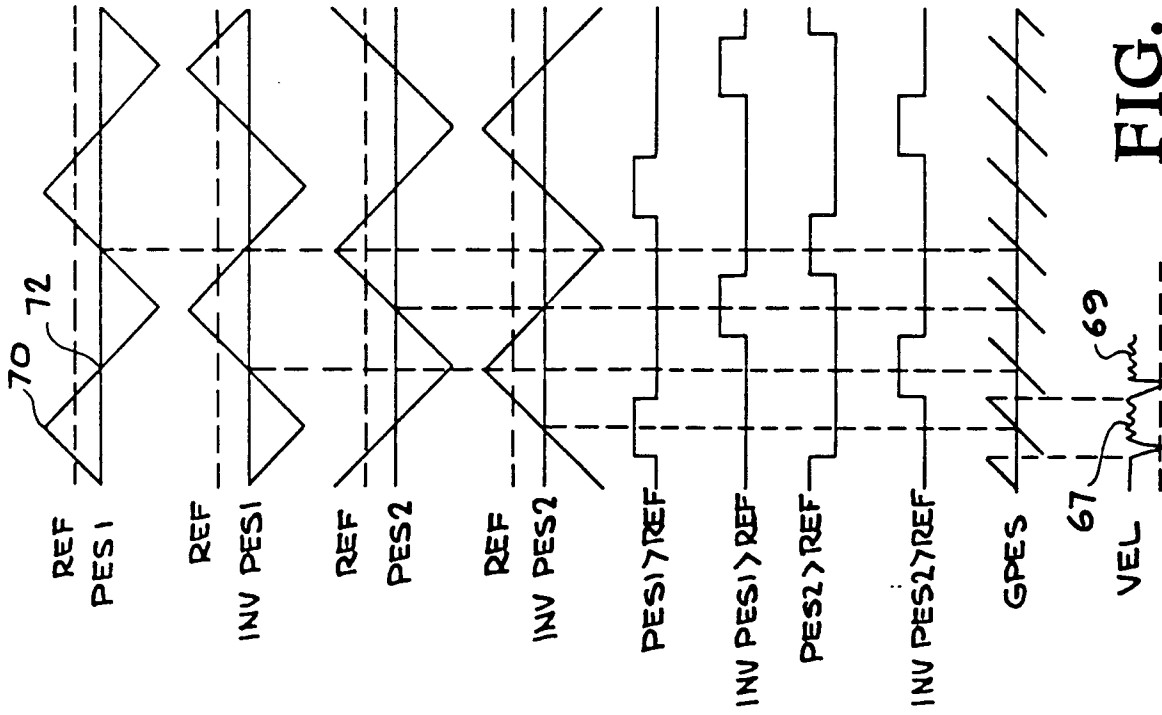 70
72
REF
PES1
REF
INV PES1
REF
PES2
REF
INV PES2
PES1>REF
INV PES1>REF
PES2>REF
INV PES2>REF
GPES
67
69
VEL
FIG.